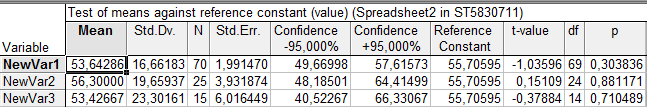 Test of means against reference constant (value) (Spreadsheet2 in ST5830711)
Variable Mean Std.Dv. N Std.Err. Confidence -95,000% Confidence +95,000% Reference Constant t-value df p
NewVar1 53,64286 16,66183 70 1,991470 49,66998 57,61573 55,70595 -1,03596 69 0,303836
NewVar2 56,30000 19,65937 25 3,931874 48,18501 64,41499 55,70595 0,15109 24 0,881171
NewVar3 53,42667 23,30161 15 6,016449 40,52267 66,33067 55,70595 -0,37884 14 0,710489